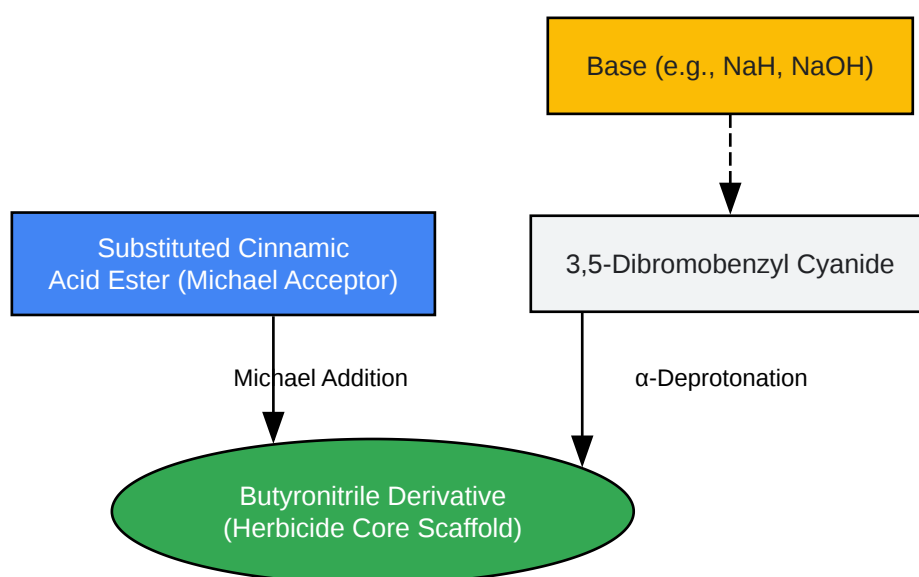 Base (e.g., NaH, NaOH)
Substituted Cinnamic
Acid Ester (Michael Acceptor)
3,5-Dibromobenzyl Cyanide
Michael Addition
α-Deprotonation
Butyronitrile Derivative
(Herbicide Core Scaffold)